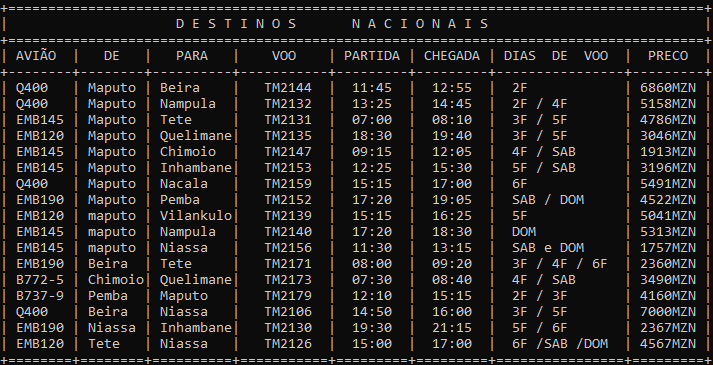 D E S T I N O S N A C I O N A I S
AVIÃO | DE | PARA | VOO | PARTIDA | CHEGADA | DIAS DE VOO | PRECO
Q400 | Maputo | Beira | TM2144 | 11:45 | 12:55 | 2F | 6860MZN
Q400 | Maputo | Nampula | TM2132 | 13:25 | 14:45 | 2F / 4F | 5158MZN
EMB145 | Maputo | Tete | TM2131 | 07:00 | 08:10 | 3F / 5F | 4786MZN
EMB120 | Maputo | Quelimane | TM2135 | 18:30 | 19:40 | 3F / 5F | 3046MZN
EMB145 | Maputo | Chimoio | TM2147 | 09:15 | 12:05 | 4F / SAB | 1913MZN
EMB145 | Maputo | Inhambane | TM2153 | 12:25 | 15:30 | 5F / SAB | 3196MZN
Q400 | Maputo | Nacala | TM2159 | 15:15 | 17:00 | 6F | 5491MZN
EMB190 | Maputo | Pemba | TM2152 | 17:20 | 19:05 | SAB / DOM | 4522MZN
EMB120 | maputo | Vilankulo | TM2139 | 15:15 | 16:25 | 5F | 5041MZN
EMB145 | maputo | Nampula | TM2140 | 17:20 | 18:30 | DOM | 5313MZN
EMB145 | maputo | Niassa | TM2156 | 11:30 | 13:15 | SAB e DOM | 1757MZN
EMB190 | Beira | Tete | TM2171 | 08:00 | 09:20 | 3F / 4F / 6F | 2360MZN
B772-5 | Chimoio | Quelimane | TM2173 | 07:30 | 08:40 | 4F / SAB | 3490MZN
B737-9 | Pemba | Maputo | TM2179 | 12:10 | 15:15 | 2F / 3F | 4160MZN
Q400 | Beira | Niassa | TM2106 | 14:50 | 16:00 | 3F / 5F | 7000MZN
EMB190 | Niassa | Inhambane | TM2130 | 19:30 | 21:15 | 5F / 6F | 2367MZN
EMB120 | Tete | Niassa | TM2126 | 15:00 | 17:00 | 6F /SAB /DOM | 4567MZN